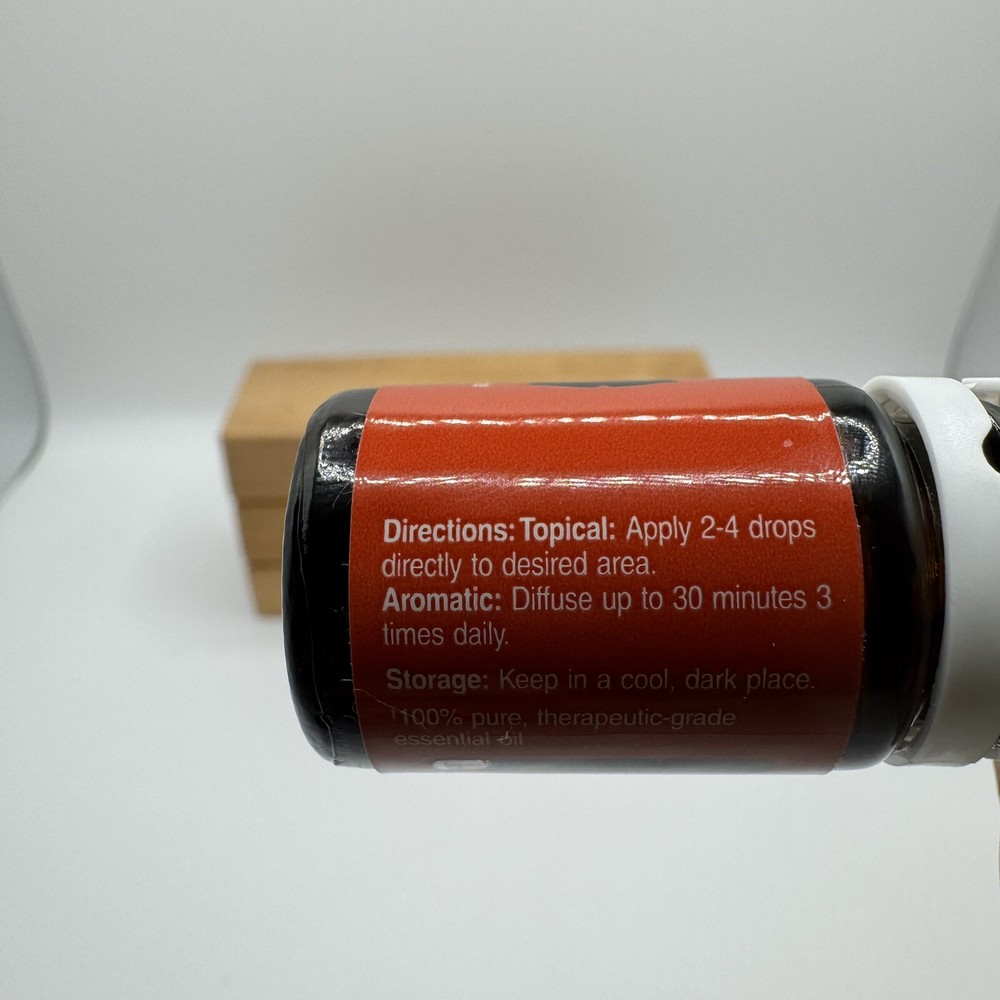 Directions: Topical: Apply 2-4 drops
directly to desired area.
Aromatic: Diffuse up to 30 minutes 3
times daily.
Storage: Keep in a cool, dark place.
†100% pure, therapeutic-grade
essential oil